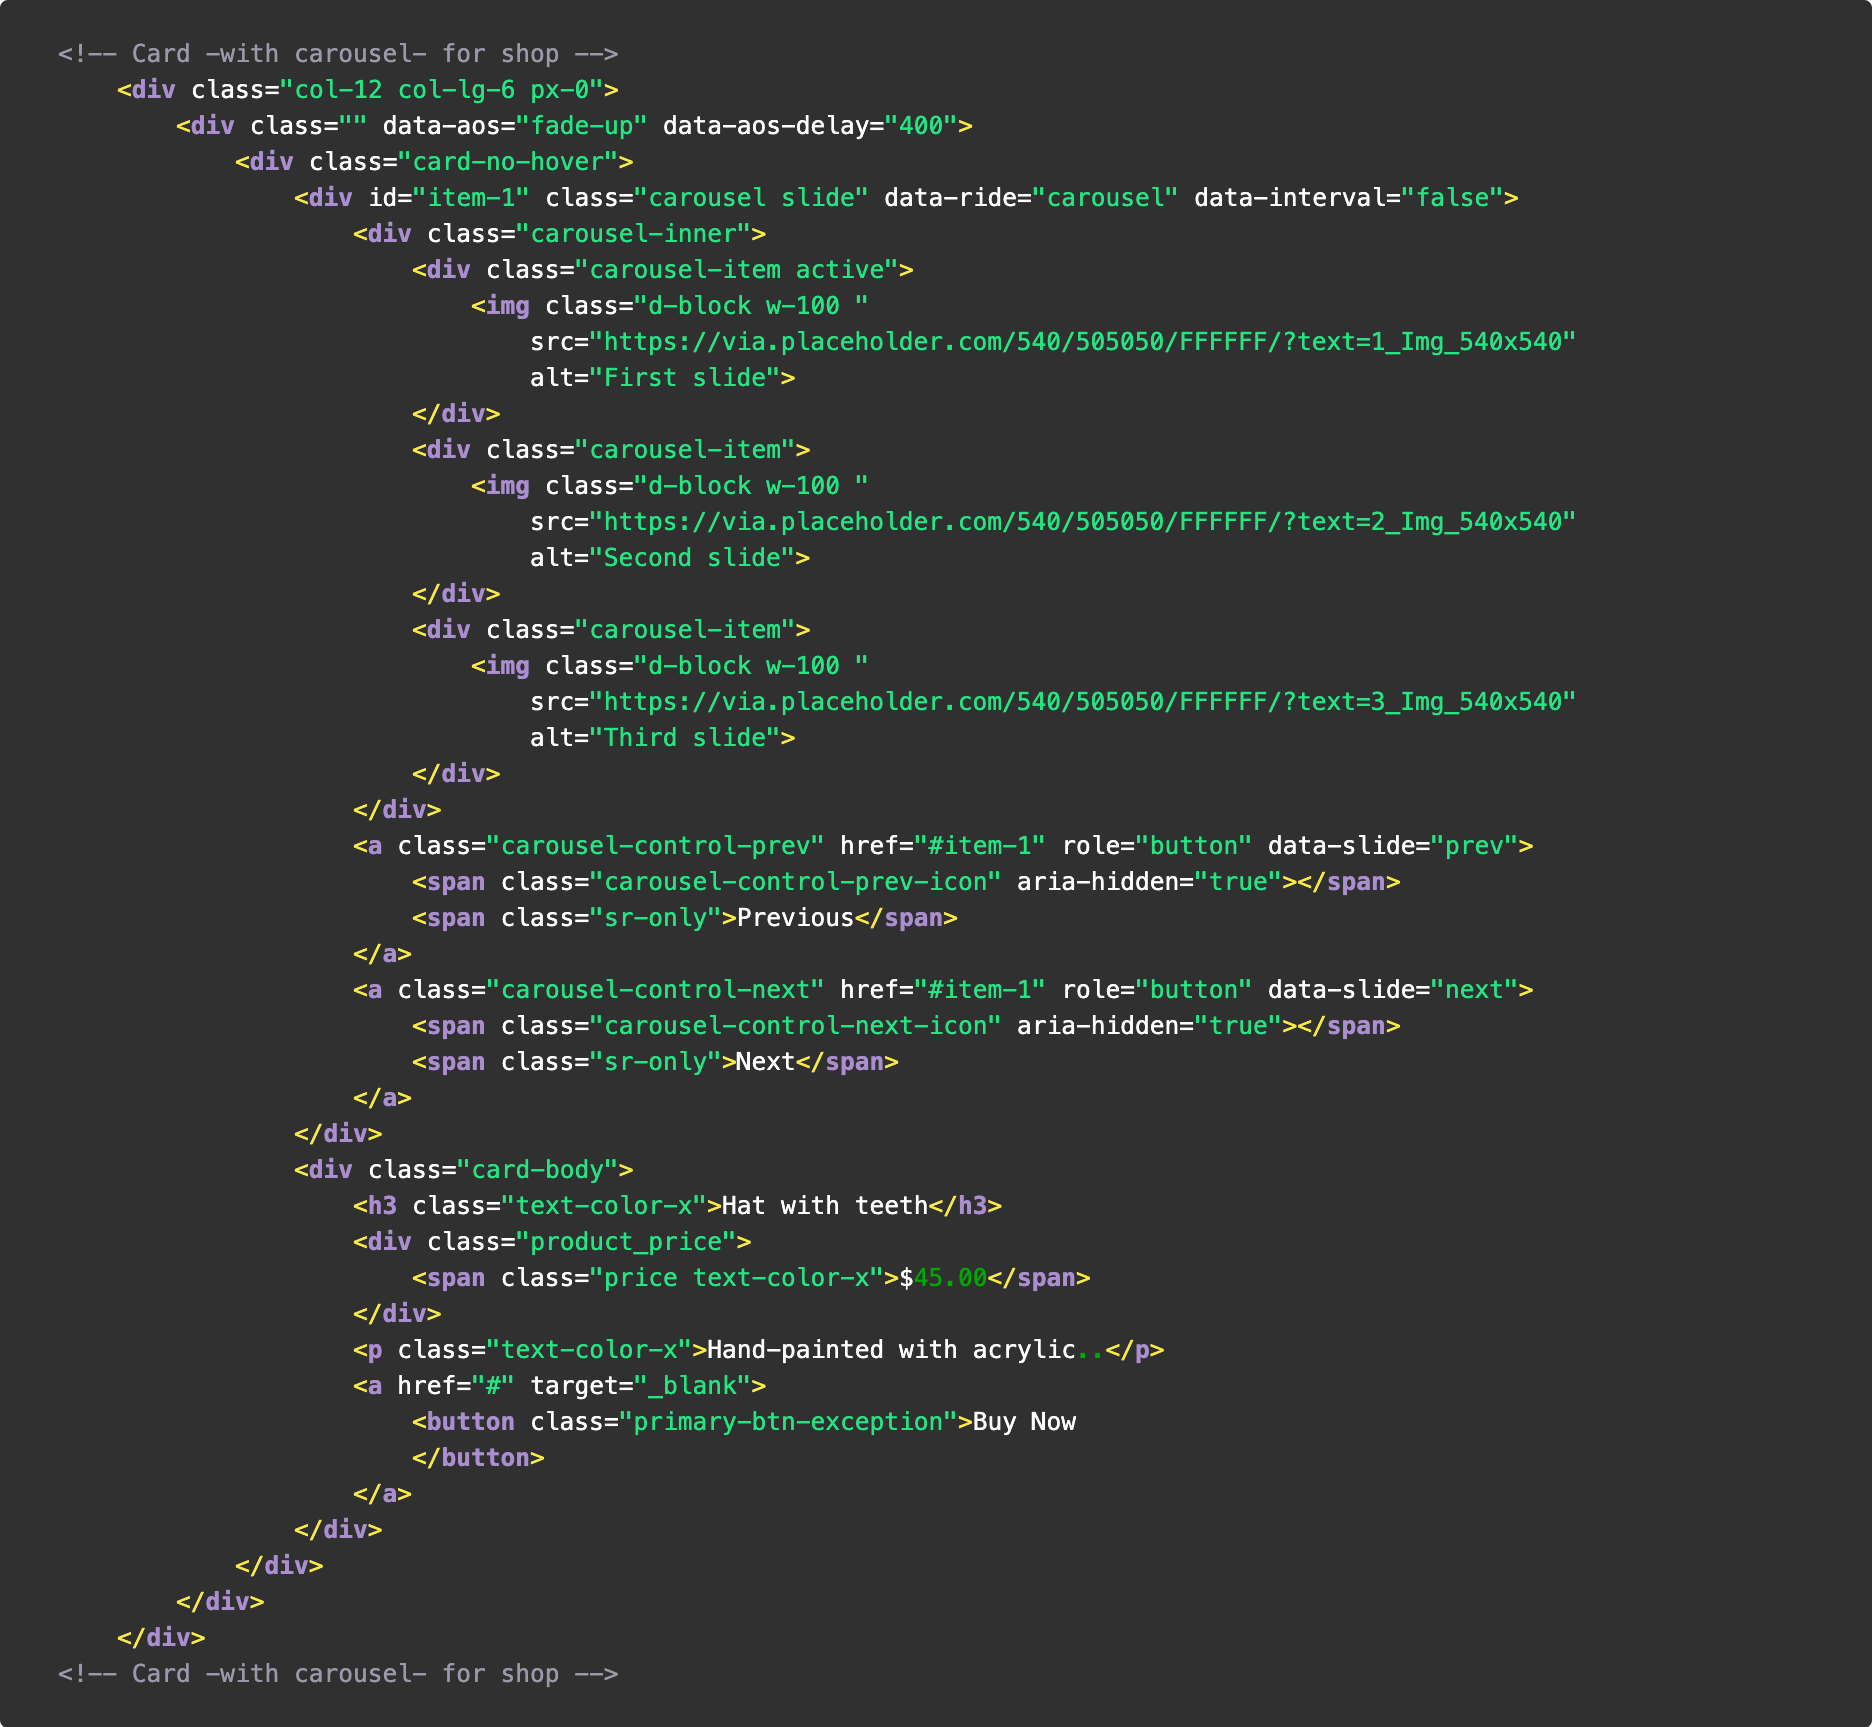 <!-- Card -with carousel- for shop -->
    <div class="col-12 col-lg-6 px-0">
        <div class="" data-aos="fade-up" data-aos-delay="400">
            <div class="card-no-hover">
                <div id="item-1" class="carousel slide" data-ride="carousel" data-interval="false">
                    <div class="carousel-inner">
                        <div class="carousel-item active">
                            <img class="d-block w-100 "
                                src="https://via.placeholder.com/540/505050/FFFFFF/?text=1_Img_540x540"
                                alt="First slide">
                        </div>
                        <div class="carousel-item">
                            <img class="d-block w-100 "
                                src="https://via.placeholder.com/540/505050/FFFFFF/?text=2_Img_540x540"
                                alt="Second slide">
                        </div>
                        <div class="carousel-item">
                            <img class="d-block w-100 "
                                src="https://via.placeholder.com/540/505050/FFFFFF/?text=3_Img_540x540"
                                alt="Third slide">
                        </div>
                    </div>
                    <a class="carousel-control-prev" href="#item-1" role="button" data-slide="prev">
                        <span class="carousel-control-prev-icon" aria-hidden="true"></span>
                        <span class="sr-only">Previous</span>
                    </a>
                    <a class="carousel-control-next" href="#item-1" role="button" data-slide="next">
                        <span class="carousel-control-next-icon" aria-hidden="true"></span>
                        <span class="sr-only">Next</span>
                    </a>
                </div>
                <div class="card-body">
                    <h3 class="text-color-x">Hat with teeth</h3>
                    <div class="product_price">
                        <span class="price text-color-x">$45.00</span>
                    </div>
                    <p class="text-color-x">Hand-painted with acrylic..</p>
                    <a href="#" target="_blank">
                        <button class="primary-btn-exception">Buy Now
                        </button>
                    </a>
                </div>
            </div>
        </div>
    </div>
<!-- Card -with carousel- for shop -->